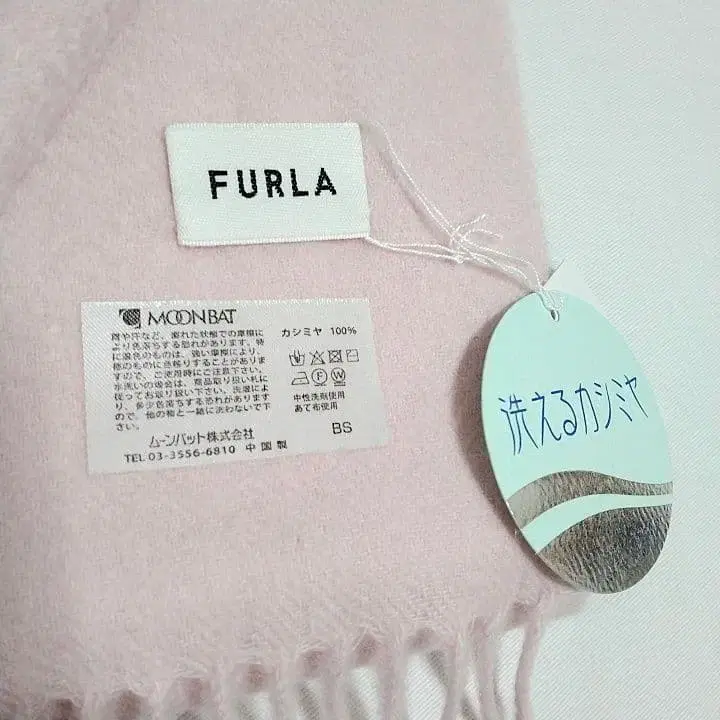 FURLA
MOONBAT
雨や汗など、濡れた状態での摩擦に
より色落ちする恐れがあります。特
に濃色のものは、強い摩擦により、
他のものに色移りすることがありま
すので、ご使用時にご注意下さい。
水洗いの場合は、商品取り扱い札に
従ってお取り扱い下さい。洗濯によ
り、多少色落ちする恐れがあります
から、他の物と一緒に洗わないで下
さい。
カシミヤ 100%
中性洗剤使用
あて布使用
ムーンバット株式会社 BS
TEL 03-3556-6810 中国製
洗えるカシミヤ